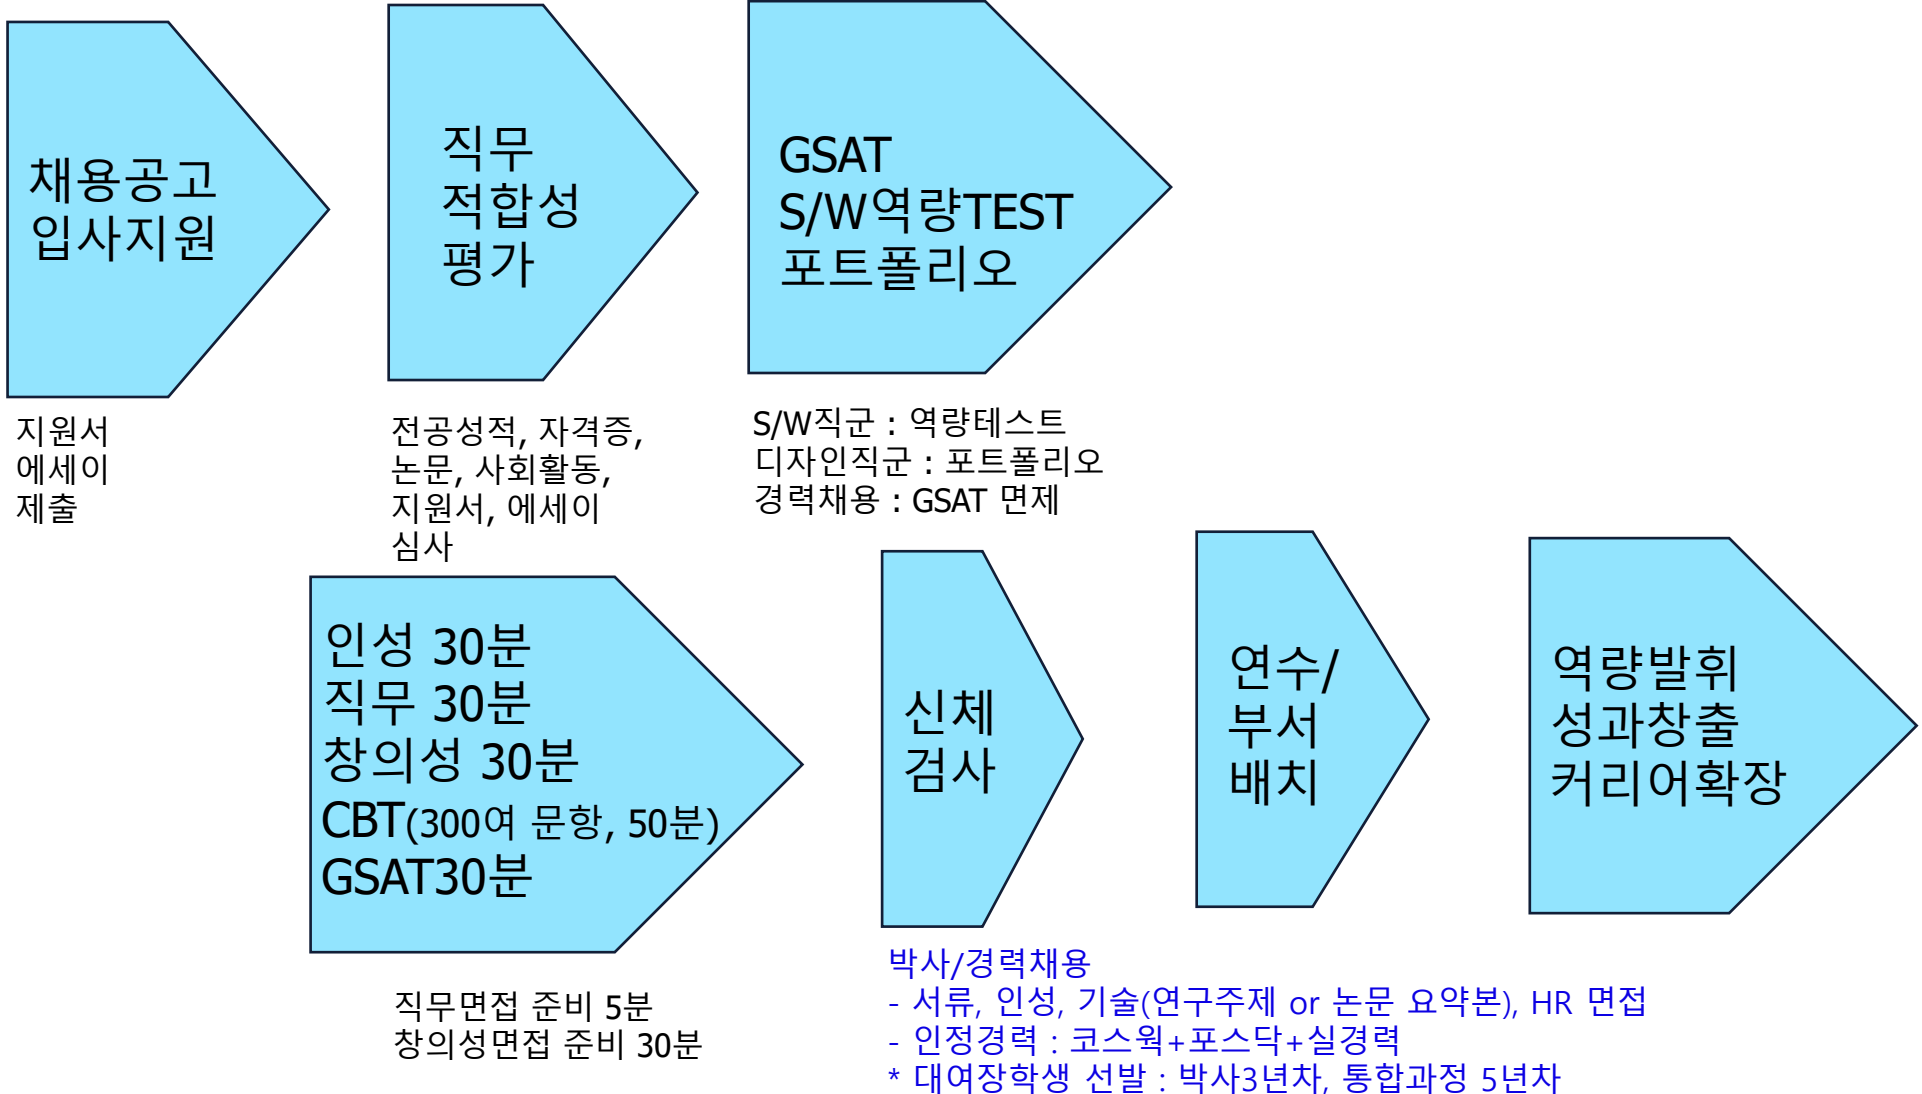 채용공고
입사지원
직무
적합성
평가
GSAT
S/W역량TEST
포트폴리오
지원서
에세이
제출
전공성적, 자격증,
논문, 사회활동,
지원서, 에세이
심사
S/W직군 : 역량테스트
디자인직군 : 포트폴리오
경력채용 : GSAT 면제
인성 30분
직무 30분
창의성 30분
CBT(300여 문항, 50분)
GSAT30분
신체
검사
연수/
부서
배치
역량발휘
성과창출
커리어확장
직무면접 준비 5분
창의성면접 준비 30분
박사/경력채용
- 서류, 인성, 기술(연구주제 or 논문 요약본), HR 면접
- 인정경력 : 코스웍+포스닥+실경력
* 대여장학생 선발 : 박사3년차, 통합과정 5년차